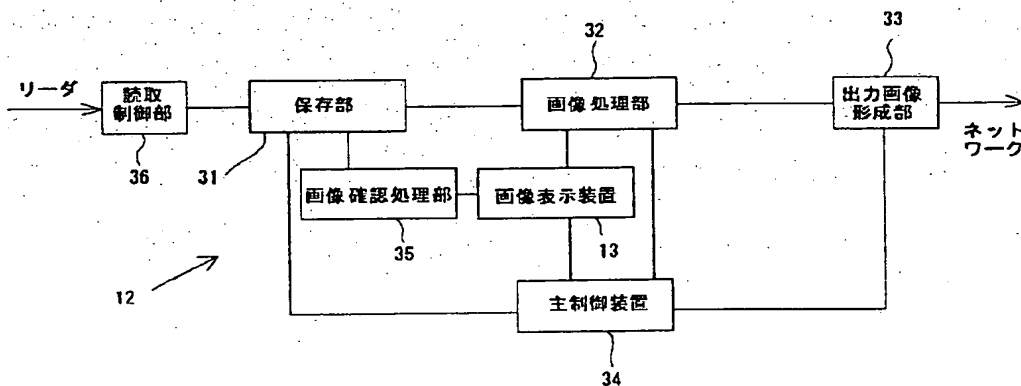 33
32
リーダ
読取
制御部
保存部
画像処理部
出力画像
形成部
ネット
ワーク
36
31
画像確認処理部
画像表示装置
35
13
12
主制御装置
34